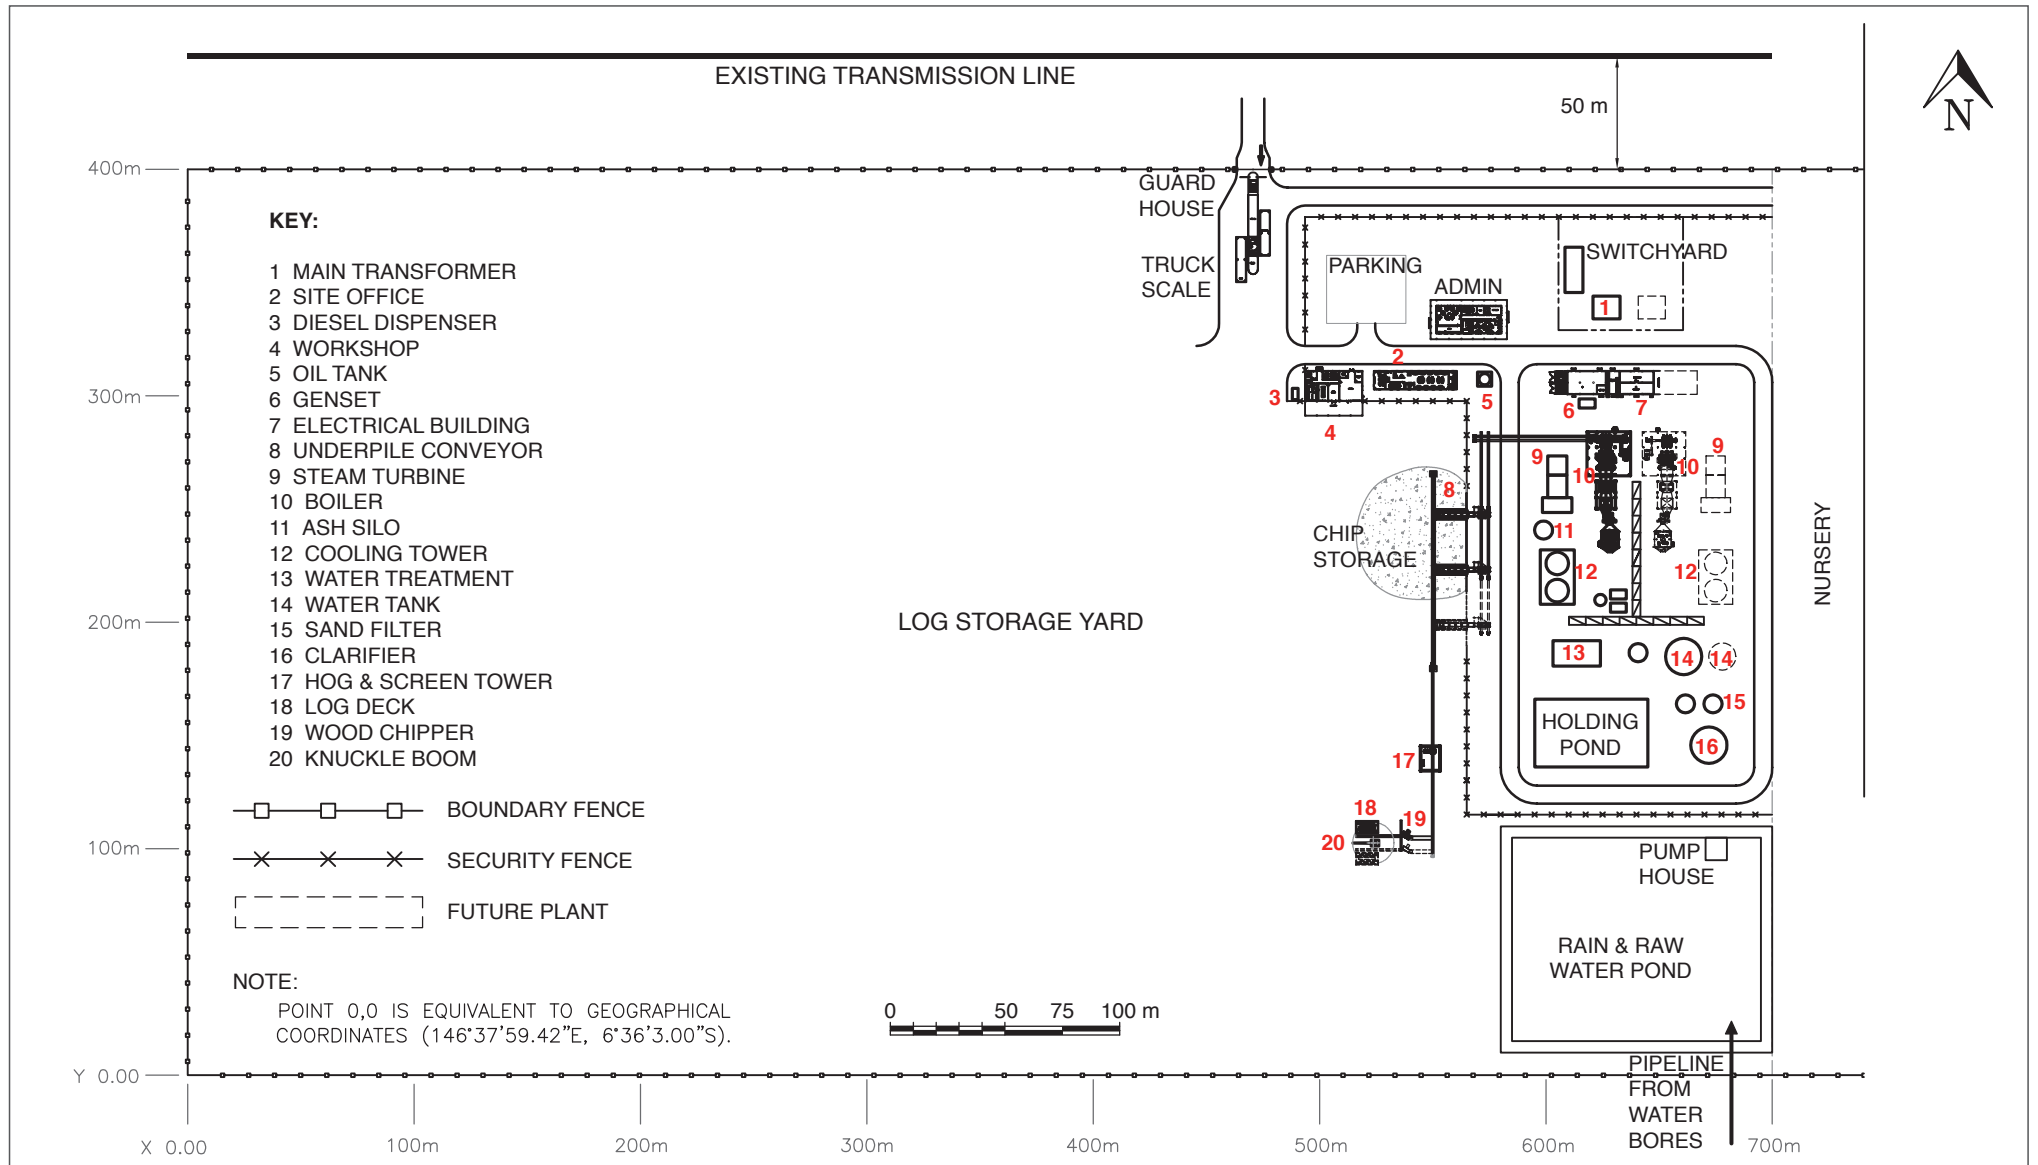 EXISTING TRANSMISSION LINE
50 m
N
400m
GUARD
HOUSE
KEY:
1 MAIN TRANSFORMER
2 SITE OFFICE
3 DIESEL DISPENSER
4 WORKSHOP
5 OIL TANK
6 GENSET
7 ELECTRICAL BUILDING
8 UNDERPILE CONVEYOR
9 STEAM TURBINE
10 BOILER
11 ASH SILO
12 COOLING TOWER
13 WATER TREATMENT
14 WATER TANK
15 SAND FILTER
16 CLARIFIER
17 HOG & SCREEN TOWER
18 LOG DECK
19 WOOD CHIPPER
20 KNUCKLE BOOM
BOUNDARY FENCE
SECURITY FENCE
FUTURE PLANT
NOTE:
POINT 0,0 IS EQUIVALENT TO GEOGRAPHICAL
COORDINATES (146°37'59.42"E, 6°36'3.00"S).
TRUCK
SCALE
PARKING
ADMIN
SWITCHYARD
1
2
300m
3
4
5
6
7
8
9
9
10
10
CHIP
STORAGE
11
12
12
NURSERY
200m
LOG STORAGE YARD
13
14
14
15
HOLDING
POND
16
17
18
19
20
100m
PUMP
HOUSE
RAIN & RAW
WATER POND
0 50 75 100 m
PIPELINE
FROM
WATER
BORES
Y 0.00
X 0.00 100m 200m 300m 400m 500m 600m 700m